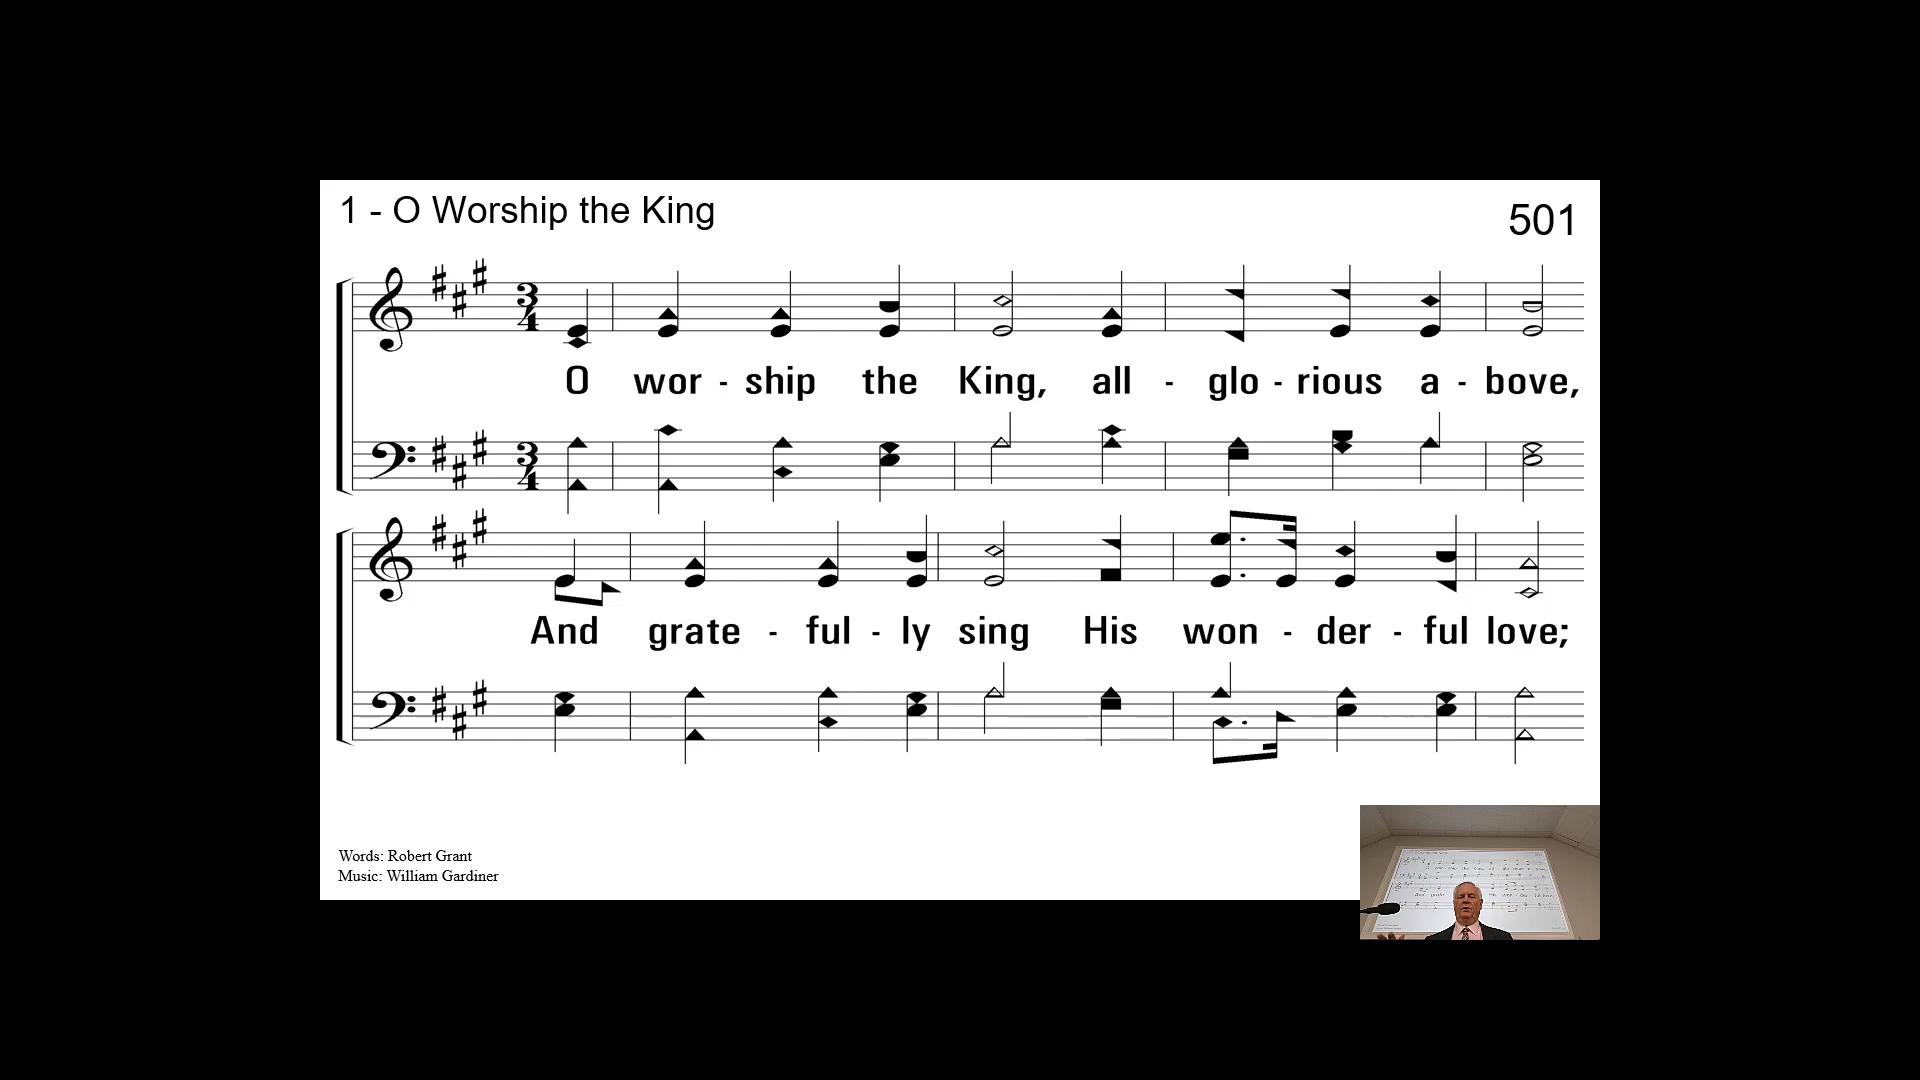 1 - O Worship the King
501
O wor - ship the King, all - glo - rious a - bove,
And grate - ful - ly sing His won - der - ful love;
Words: Robert Grant
Music: William Gardiner